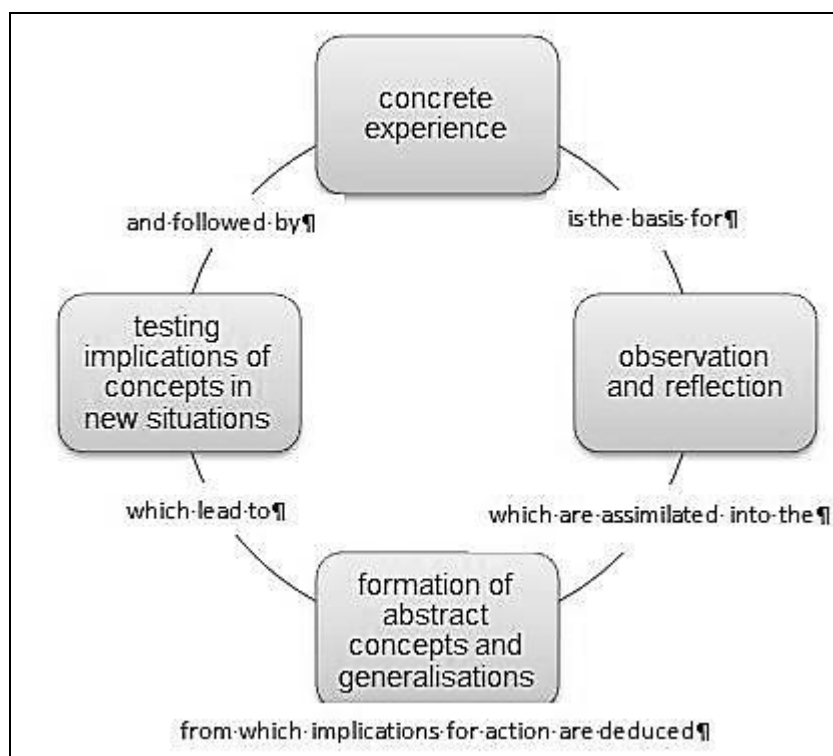 concrete
experience
and·followed·by¶
is·the·basis·for¶
testing
implications of
concepts in
new situations
observation
and reflection
which·lead·to¶
which·are·assimilated· into·the¶
formation of
abstract
concepts and
generalisations
from·which·implications·for·action·are·deduced¶